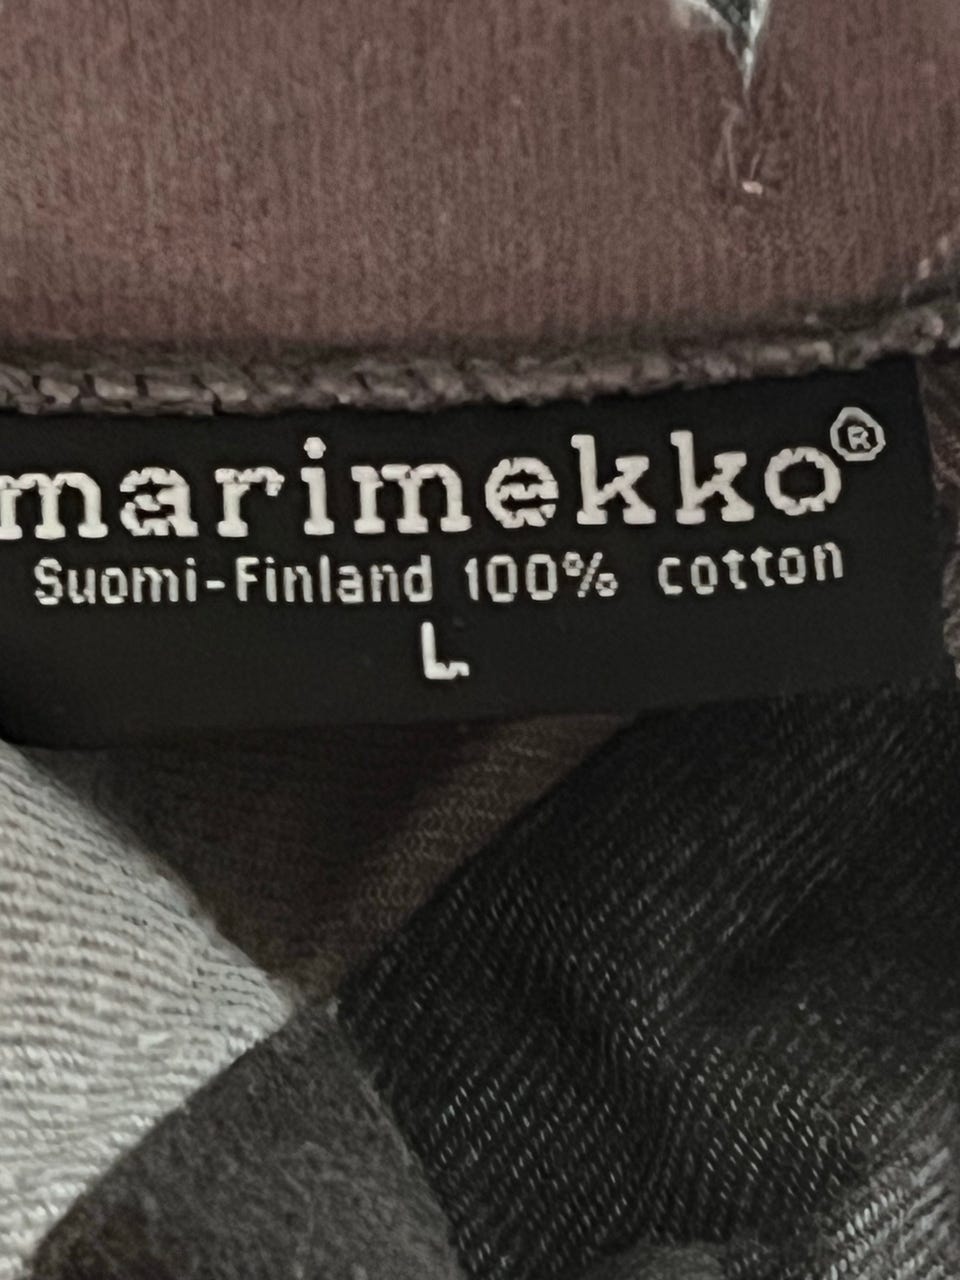 marimekko®
Suomi-Finland 100% cotton
L